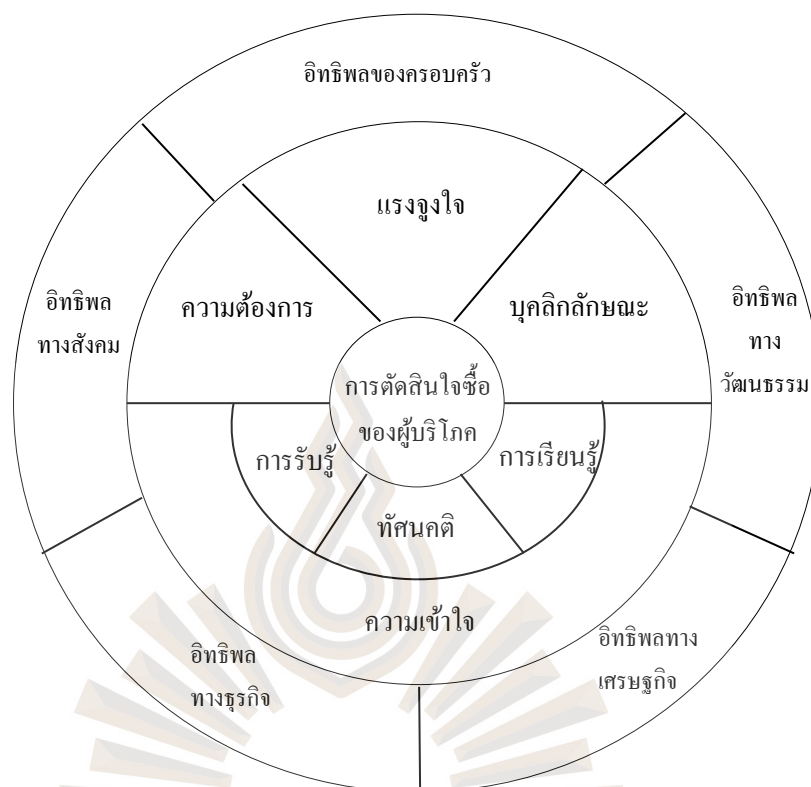 อิทธิพลของครอบครัว
แรงจูงใจ
อิทธิพล
ทางสังคม
ความต้องการ
บุคลิกลักษณะ
อิทธิพล
ทาง
วัฒนธรรม
การตัดสินใจซื้อ
ของผู้บริโภค
การรับรู้
การเรียนรู้
ทัศนคติ
ความเข้าใจ
อิทธิพล
ทางธุรกิจ
อิทธิพลทาง
เศรษฐกิจ